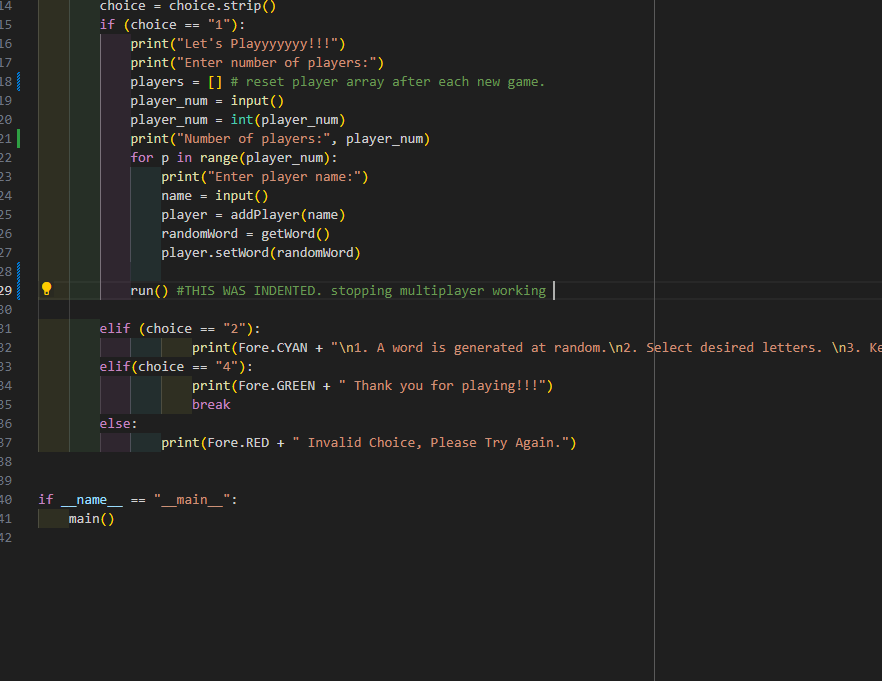 14 choice = choice.strip()
15 if (choice == "1"):
16 print("Let's Playyyyyyy!!!")
17 print("Enter number of players:")
18 players = [] # reset player array after each new game.
19 player_num = input()
20 player_num = int(player_num)
21 print("Number of players:", player_num)
22 for p in range(player_num):
23 print("Enter player name:")
24 name = input()
25 player = addPlayer(name)
26 randomWord = getWord()
27 player.setWord(randomWord)
28
29 run() #THIS WAS INDENTED. stopping multiplayer working
30
31 elif (choice == "2"):
32 print(Fore.CYAN + "\n1. A word is generated at random.\n2. Select desired letters. \n3. Ke
33 elif(choice == "4"):
34 print(Fore.GREEN + " Thank you for playing!!!")
35 break
36 else:
37 print(Fore.RED + " Invalid Choice, Please Try Again.")
38
39
40 if __name__ == "__main__":
41 main()
42